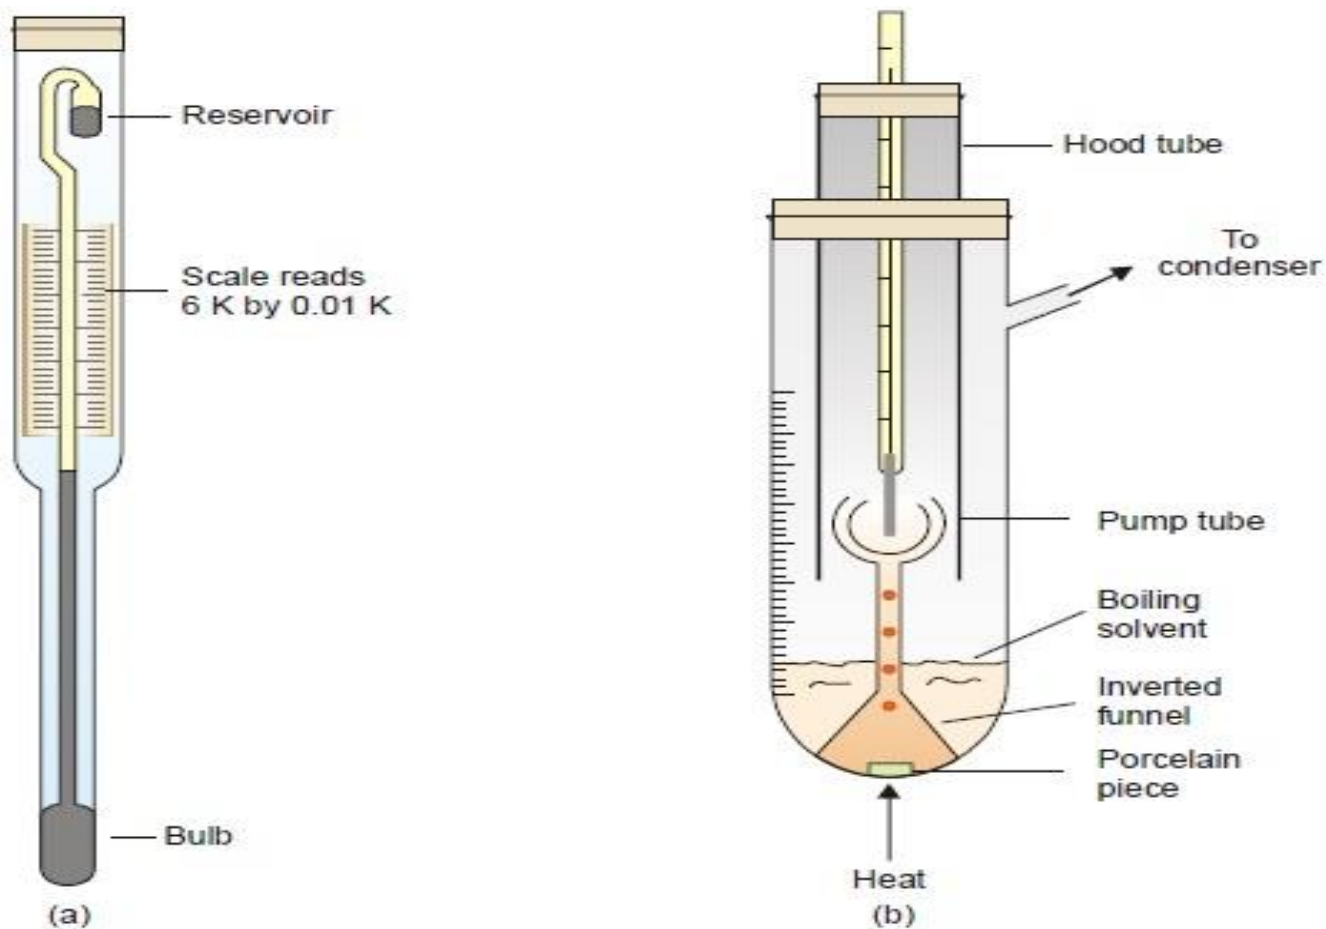 Reservoir
Scale reads
6 K by 0.01 K
Bulb
(a)
Hood tube
To
condenser
Pump tube
Boiling
solvent
Inverted
funnel
Porcelain
piece
Heat
(b)